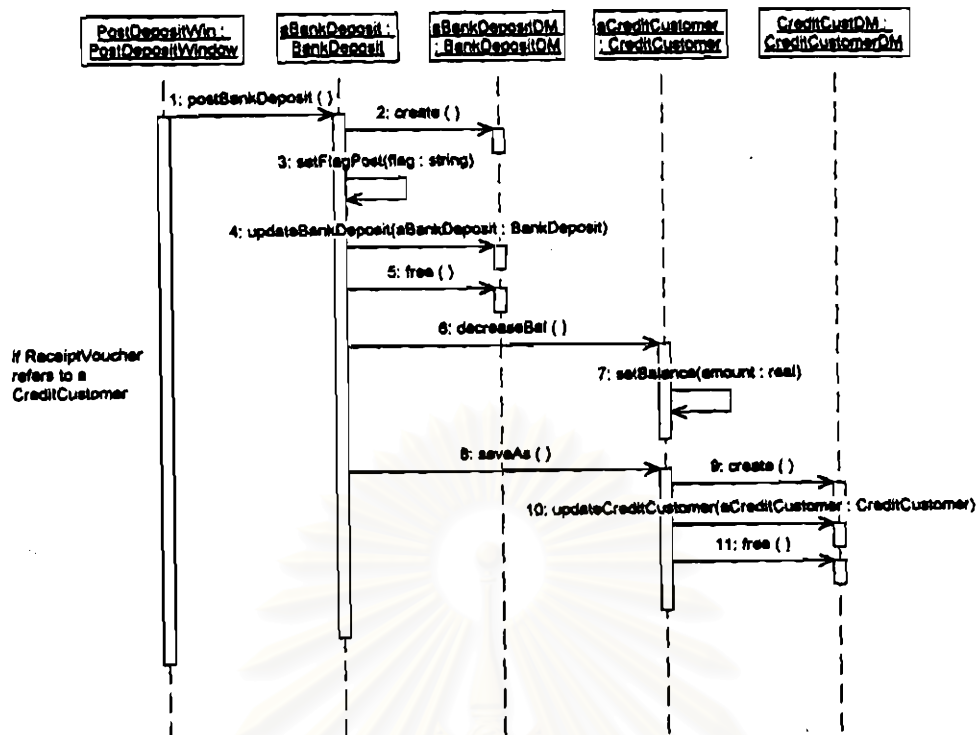 PostDepositWin :
PostDepositWindow
aBankDeposit :
BankDeposit
aBankDepositDM
: BankDepositDM
aCreditCustomer
: CreditCustomer
CreditCustDM :
CreditCustomerDM
1: postBankDeposit ( )
2: create ( )
3: setFlagPost(flag : string)
4: updateBankDeposit(aBankDeposit : BankDeposit)
5: free ( )
6: decreaseBal ( )
If ReceiptVoucher
refers to a
CreditCustomer
7: setBalance(amount : real)
8: saveAs ( )
9: create ( )
10: updateCreditCustomer(aCreditCustomer : CreditCustomer)
11: free ( )